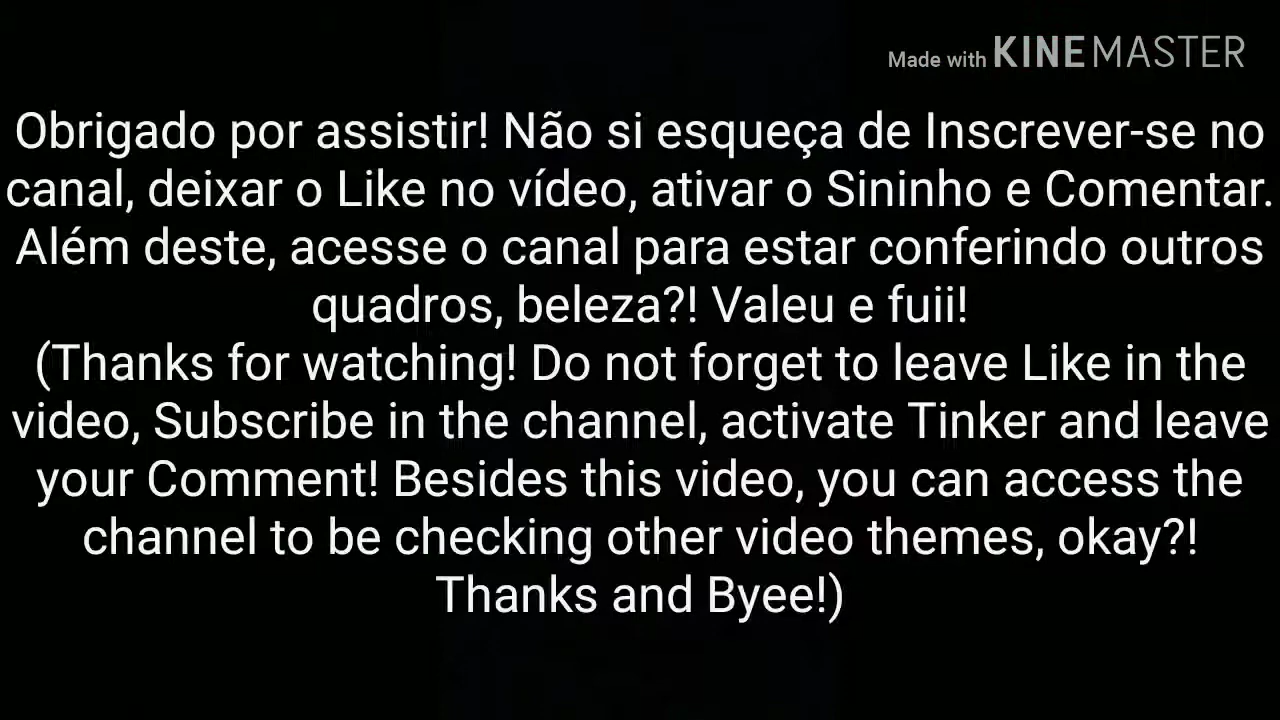 Made with KINEMASTER
Obrigado por assistir! Não si esqueça de Inscrever-se no
canal, deixar o Like no vídeo, ativar o Sininho e Comentar.
Além deste, acesse o canal para estar conferindo outros
quadros, beleza?! Valeu e fuii!
(Thanks for watching! Do not forget to leave Like in the
video, Subscribe in the channel, activate Tinker and leave
your Comment! Besides this video, you can access the
channel to be checking other video themes, okay?!
Thanks and Byee!)